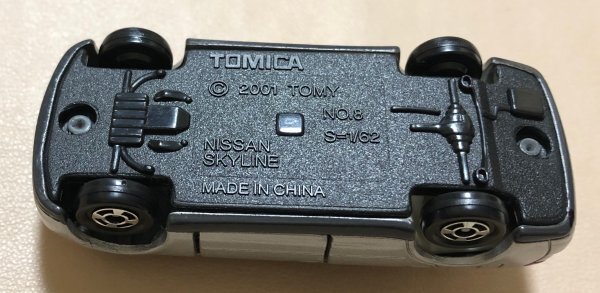 TOMICA
© 2001 TOMY
NO.8
S=1/62
NISSAN
SKYLINE
MADE IN CHINA